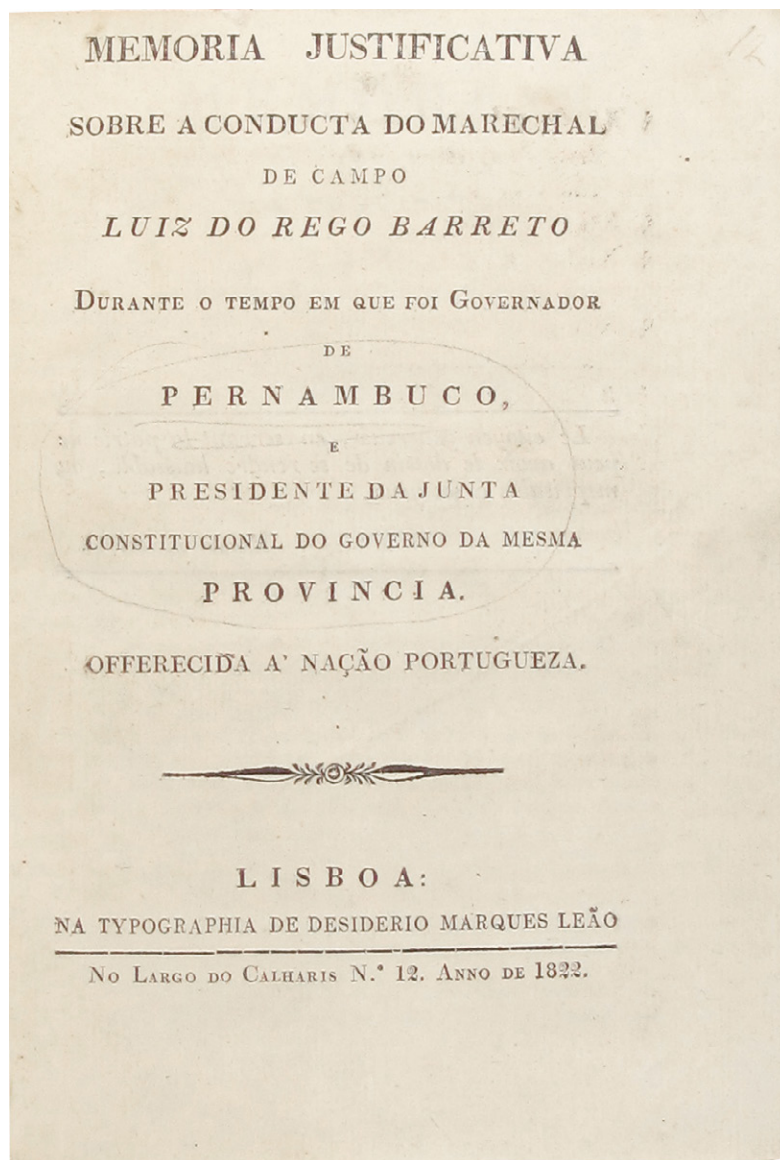 MEMORIA JUSTIFICATIVA
SOBRE A CONDUCTA DO MARECHAL
DE CAMPO
LUIZ DO REGO BARRETO
DURANTE O TEMPO EM QUE FOI GOVERNADOR
DE
PERNAMBUCO,
E
PRESIDENTE DA JUNTA
CONSTITUCIONAL DO GOVERNO DA MESMA
PROVINCIA.
OFFERECIDA A' NAÇÃO PORTUGUEZA.
LISBOA:
NA TYPOGRAPHIA DE DESIDERIO MARQUES LEÃO
NO LARGO DO CALHARIS N.º 12. ANNO DE 1822.